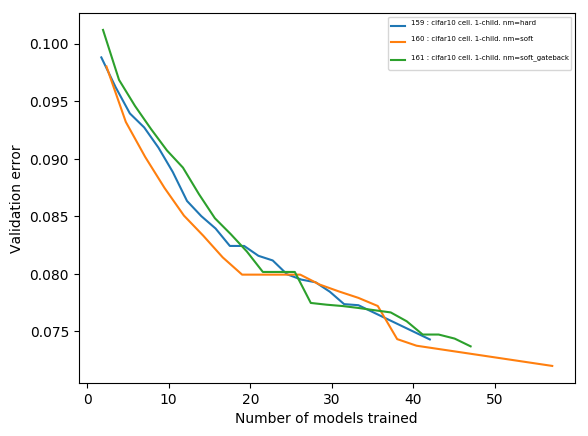 159 : cifar10 cell. 1-child. nm=hard
160 : cifar10 cell. 1-child. nm=soft
161 : cifar10 cell. 1-child. nm=soft_gateback
0.100
0.095
0.090
0.085
0.080
0.075
Validation error
0 10 20 30 40 50
Number of models trained